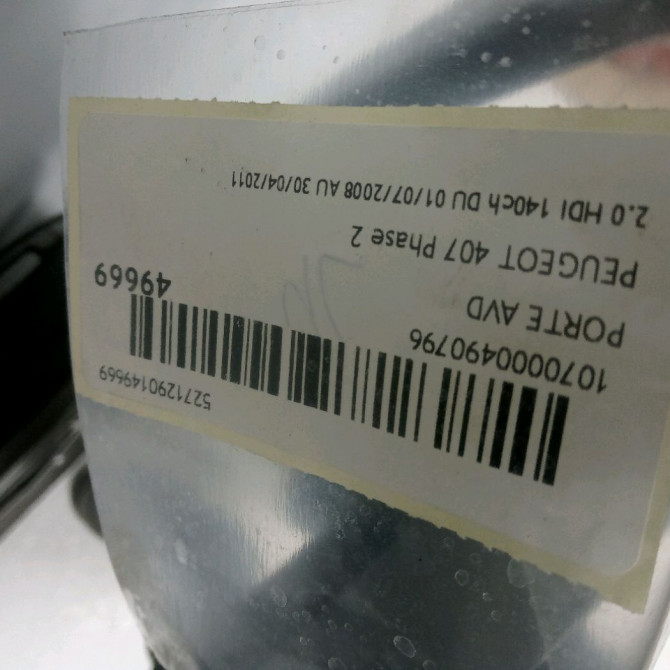 5271290149669
1070000490796
49669
PORTE AVD
PEUGEOT 407 Phase 2
2.0 HDI 140ch DU 01/07/2008 AU 30/04/2011